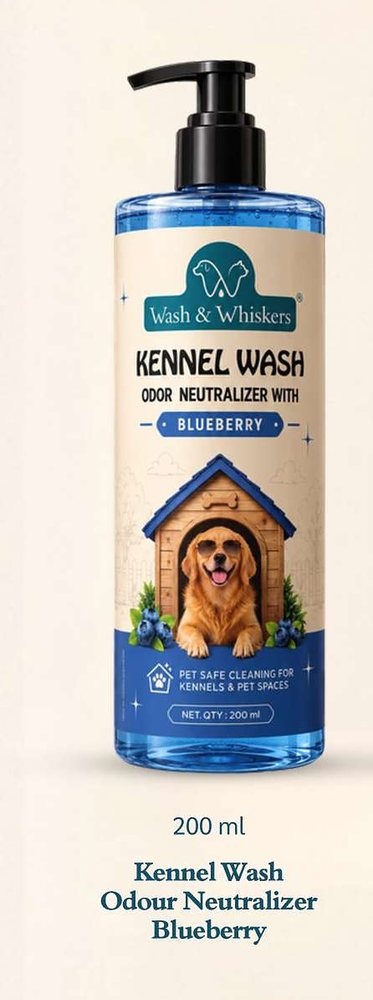 Wash & Whiskers®
KENNEL WASH
ODOR NEUTRALIZER WITH
BLUEBERRY
PET SAFE CLEANING FOR
KENNELS & PET SPACES
NET. QTY : 200 ml
200 ml
Kennel Wash
Odour Neutralizer
Blueberry